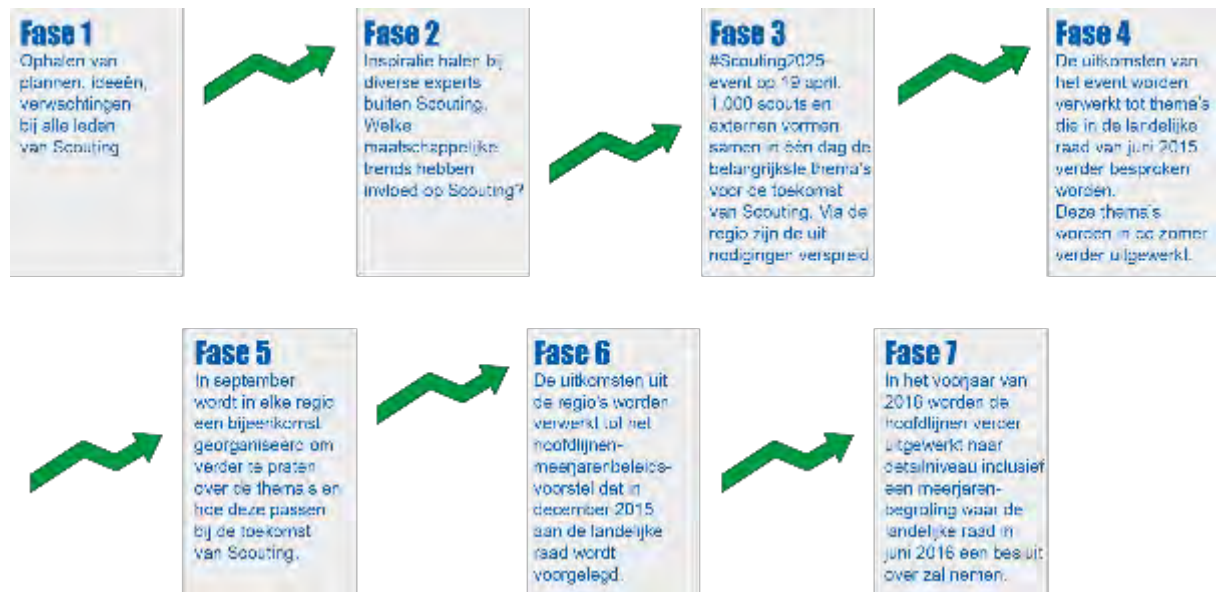 Fase 1
Ophalen van
plannen, ideeën,
verwachtingen
bij alle leden
van Scouting
Fase 2
Inspiratie halen bij
diverse experts
buiten Scouting.
Welke
maatschappelijke
trends hebben
invloed op Scouting?
Fase 3
#Scouting2025-
event op 19 april.
1.000 scouts en
externen vormen
samen in één dag de
belangrijkste thema's
voor de toekomst
van Scouting. Via de
regio zijn de uit
nodigingen verspreid
Fase 4
De uitkomsten van
het event worden
verwerkt tot thema's
die in de landelijke
raad van juni 2015
verder besproken
worden.
Deze thema's
worden in de zomer
verder uitgewerkt.
Fase 5
In september
wordt in elke regio
een bijeenkomst
georganiseerd om
verder te praten
over de thema's en
hoe deze passen
bij de toekomst
van Scouting.
Fase 6
De uitkomsten uit
de regio's worden
verwerkt tot het
hoofdlijnen-
meerjarenbeleids-
voorstel dat in
december 2015
aan de landelijke
raad wordt
voorgelegd.
Fase 7
In het voorjaar van
2016 worden de
hoofdlijnen verder
uitgewerkt naar
detailniveau inclusief
een meerjaren-
begroting waar de
landelijke raad in
juni 2016 een besluit
over zal nemen.